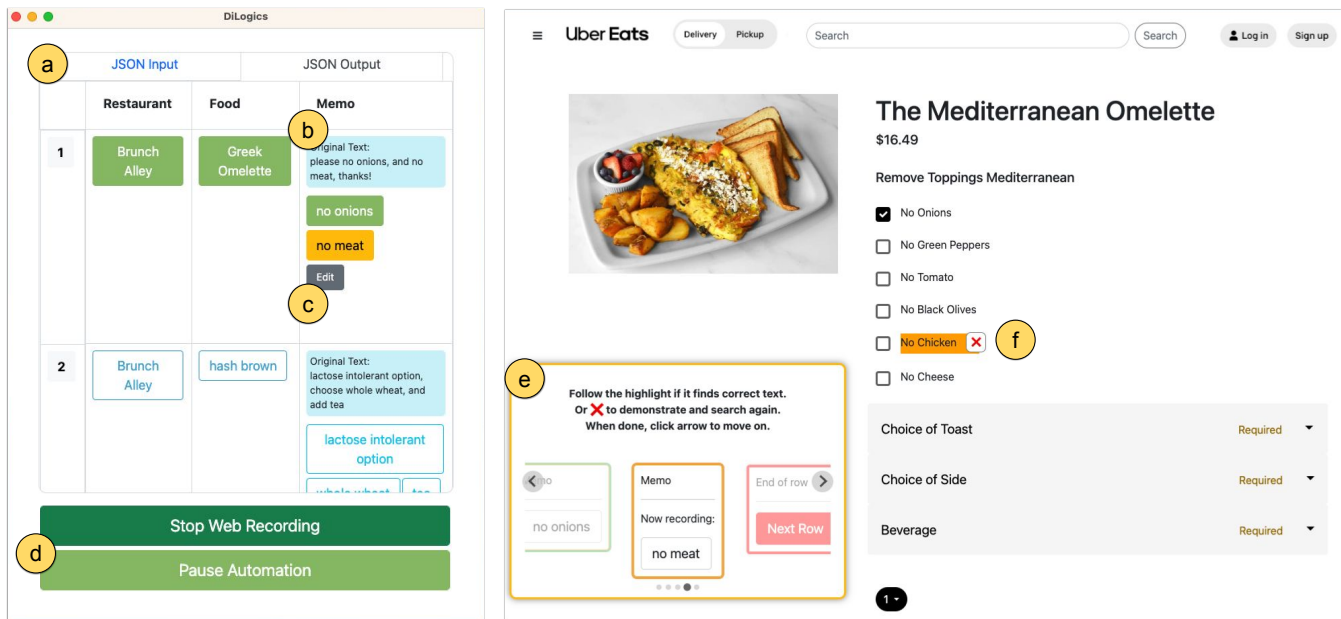 DiLogics
a
JSON Input
JSON Output
Restaurant
Food
Memo
b
1
Brunch Alley
Greek Omelette
Original Text:
please no onions, and no
meat, thanks!
no onions
no meat
Edit
c
2
Brunch Alley
hash brown
Original Text:
lactose intolerant option,
choose whole wheat, and
add tea
lactose intolerant
option
whole wheat
tea
Stop Web Recording
d
Pause Automation
≡ Uber Eats
Delivery
Pickup
Search
Search
Log in
Sign up
The Mediterranean Omelette
$16.49
Remove Toppings Mediterranean
No Onions
No Green Peppers
No Tomato
No Black Olives
No Chicken
f
No Cheese
e
Follow the highlight if it finds correct text.
Or ❌ to demonstrate and search again.
When done, click arrow to move on.
no onions
Memo
Now recording:
no meat
End of row
Next Row
Choice of Toast
Required
Choice of Side
Required
Beverage
Required
1